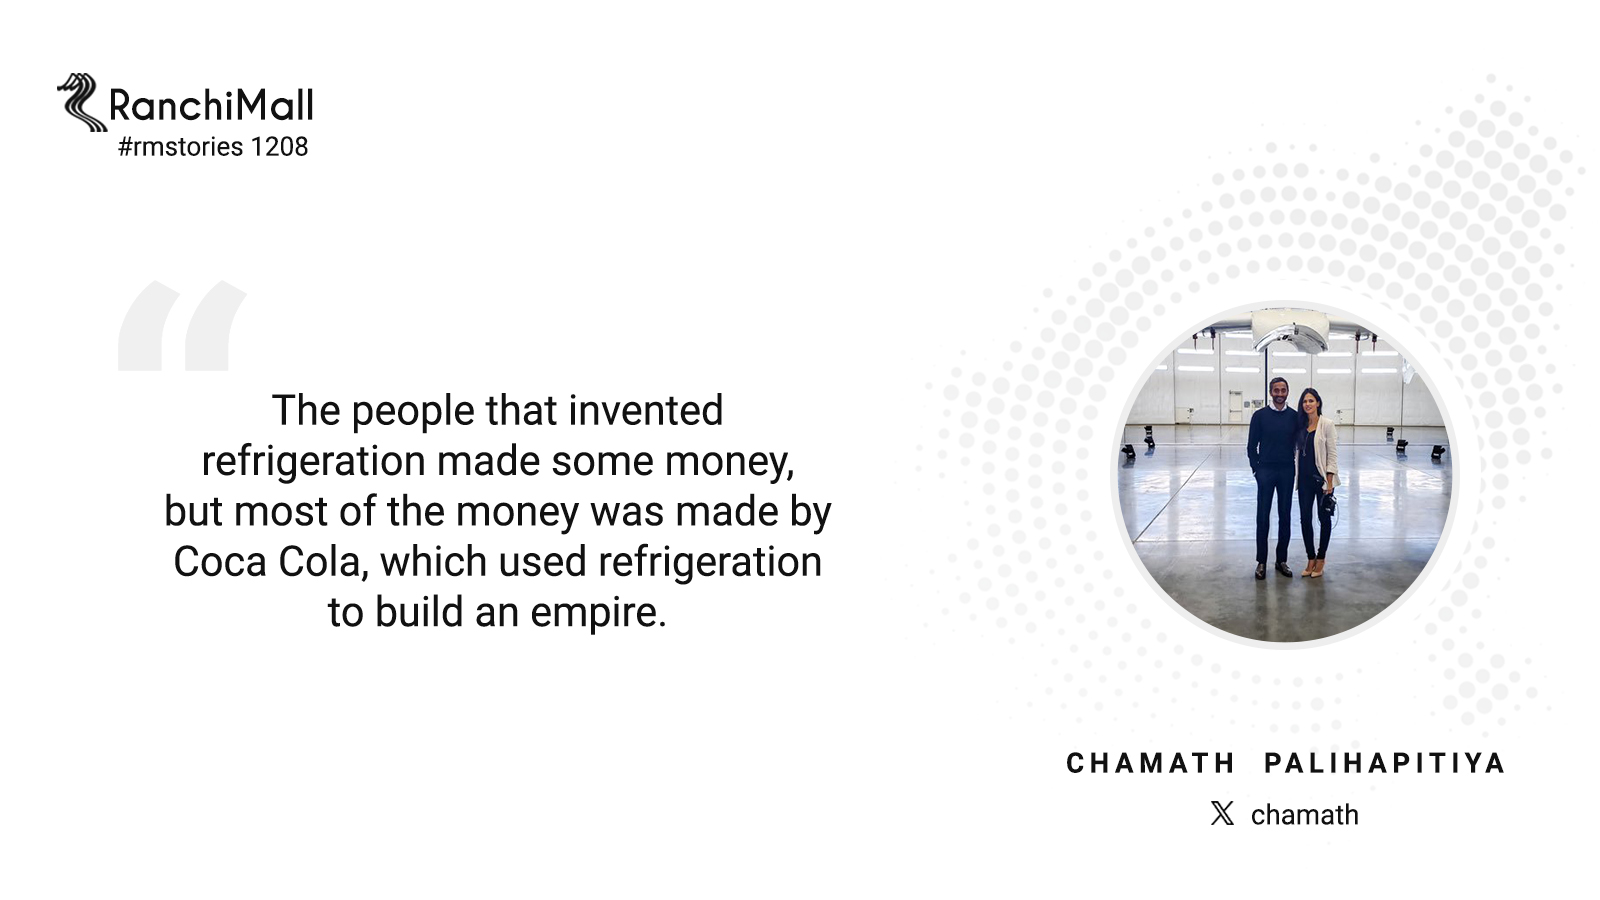 RanchiMall
#rmstories 1208
“
The people that invented
refrigeration made some money,
but most of the money was made by
Coca Cola, which used refrigeration
to build an empire.
CHAMATH PALIHAPITIYA
𝕏 chamath